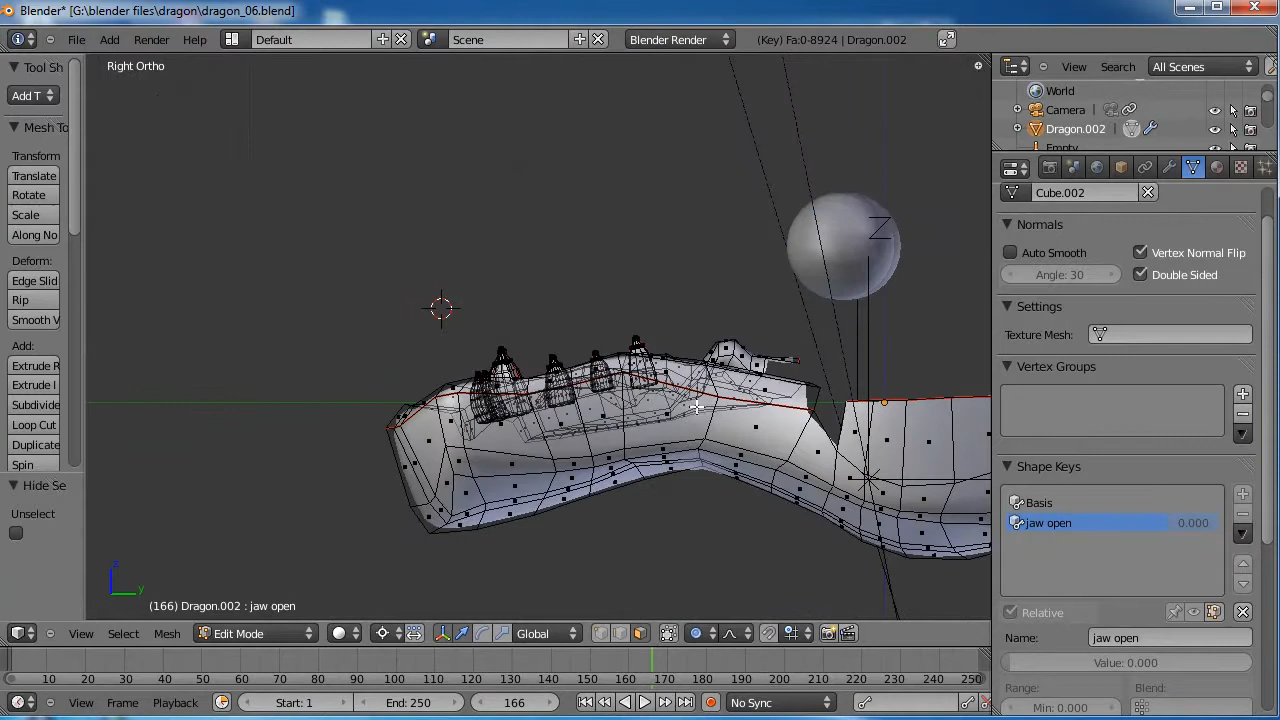 Blender* [G:\blender files\dragon\dragon_06.blend]
File Add Render Help Default Scene Blender Render (Key) Fa:0-8924 | Dragon.002 View Search All Scenes
Tool Sh
Right Ortho
World
Add T
Camera
Mesh To
Dragon.002
Empty
Transform
Translate
Rotate
Cube.002
Scale
Normals
Along No
Auto Smooth Vertex Normal Flip
Deform:
Angle: 30 Double Sided
Edge Slid
Rip
Settings
Smooth V
Texture Mesh:
Add:
Extrude R
Vertex Groups
Extrude I
Subdivide
Loop Cut
Duplicate
Spin
Shape Keys
Hide Se
Basis
Unselect
jaw open 0.000
Z
z
y
(166) Dragon.002 : jaw open
Relative
View Select Mesh Edit Mode Global
Name: jaw open
Value: 0.000
10 20 30 40 50 60 70 80 90 100 110 120 130 140 150 160 170 180 190 200 210 220 230 240 250
Range: Blend:
View Frame Playback Start: 1 End: 250 166 No Sync
Min: 0.000